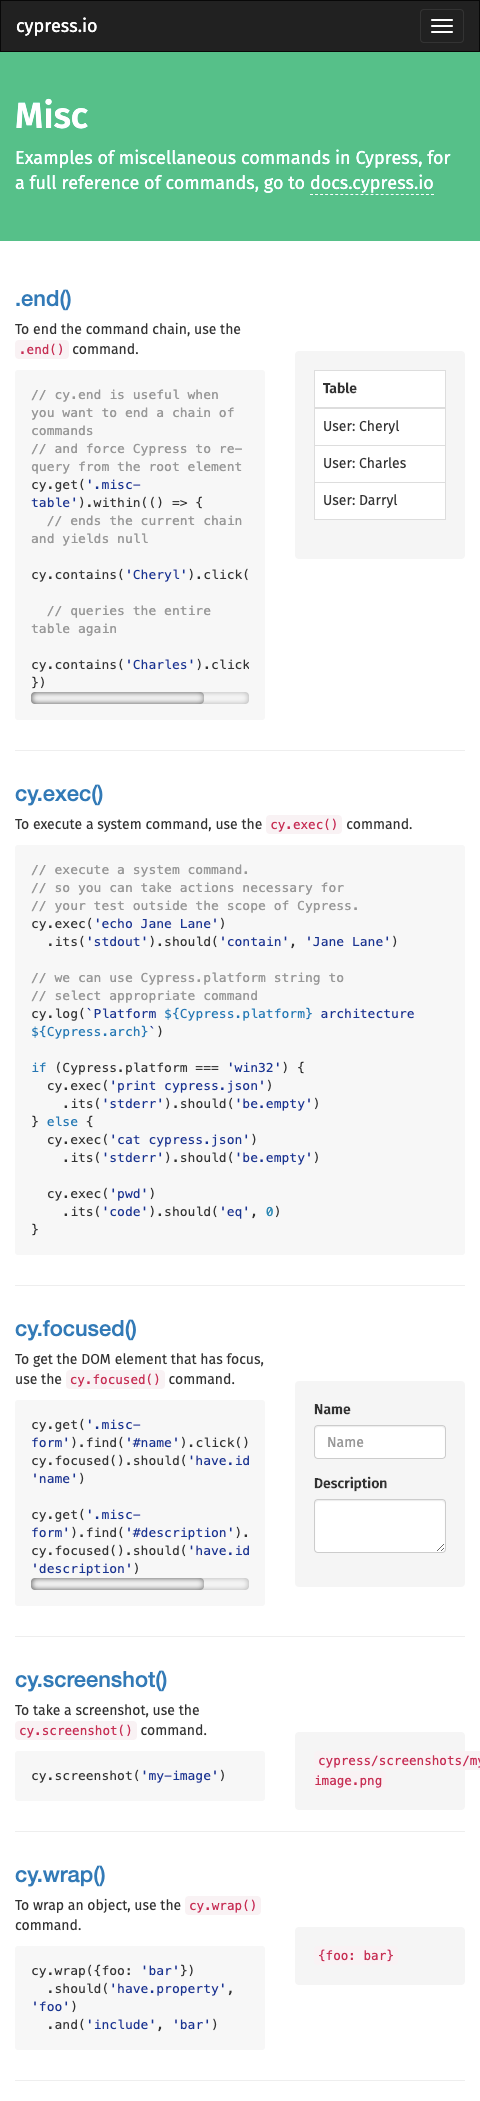 cypress.io
Misc
Examples of miscellaneous commands in Cypress, for
a full reference of commands, go to docs.cypress.io
.end()
To end the command chain, use the
.end() command.
// cy.end is useful when
you want to end a chain of
commands
// and force Cypress to re-
query from the root element
cy.get('.misc-
table').within(() => {
  // ends the current chain
and yields null
cy.contains('Cheryl').click(
  // queries the entire
table again
cy.contains('Charles').click
})
Table
User: Cheryl
User: Charles
User: Darryl
cy.exec()
To execute a system command, use the cy.exec() command.
// execute a system command.
// so you can take actions necessary for
// your test outside the scope of Cypress.
cy.exec('echo Jane Lane')
  .its('stdout').should('contain', 'Jane Lane')
// we can use Cypress.platform string to
// select appropriate command
cy.log(`Platform ${Cypress.platform} architecture
${Cypress.arch}`)
if (Cypress.platform === 'win32') {
  cy.exec('print cypress.json')
    .its('stderr').should('be.empty')
} else {
  cy.exec('cat cypress.json')
    .its('stderr').should('be.empty')
  cy.exec('pwd')
    .its('code').should('eq', 0)
}
cy.focused()
To get the DOM element that has focus,
use the cy.focused() command.
cy.get('.misc-
form').find('#name').click()
cy.focused().should('have.id
'name')
cy.get('.misc-
form').find('#description').
cy.focused().should('have.id
'description')
Name
Name
Description
cy.screenshot()
To take a screenshot, use the
cy.screenshot() command.
cy.screenshot('my-image')
cypress/screenshots/my
image.png
cy.wrap()
To wrap an object, use the cy.wrap()
command.
cy.wrap({foo: 'bar'})
  .should('have.property',
'foo')
  .and('include', 'bar')
{foo: bar}